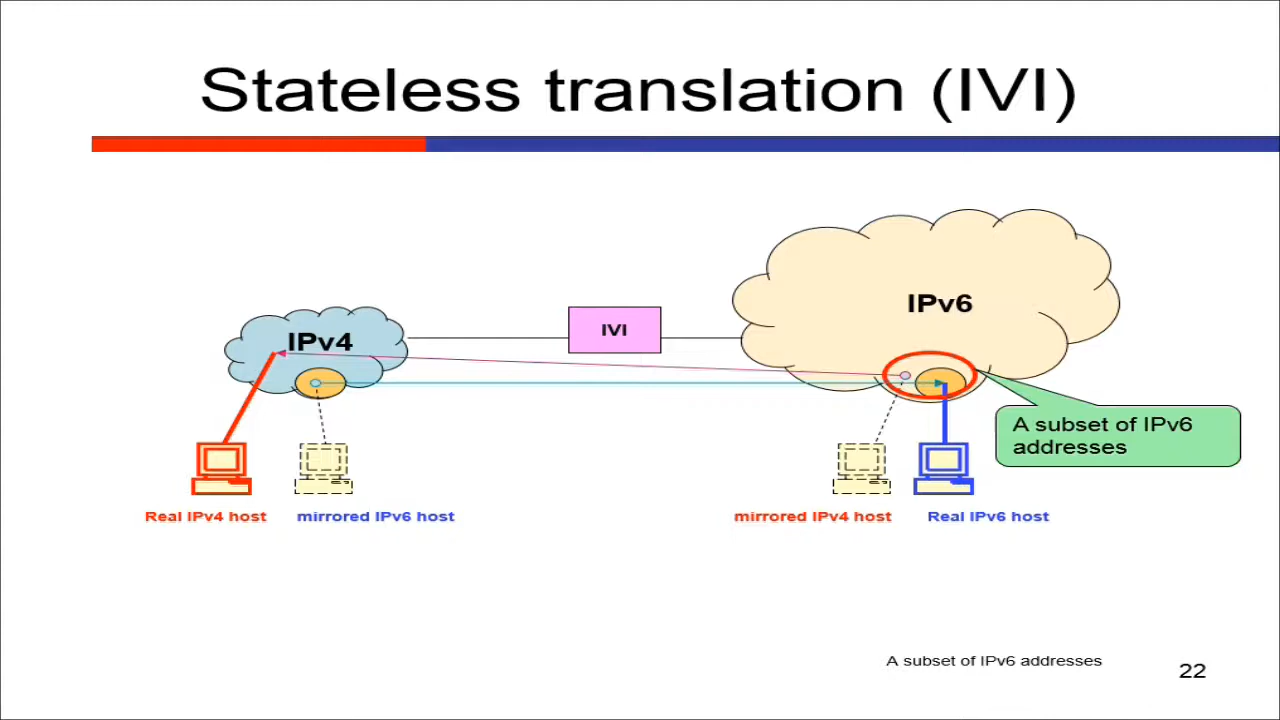 Stateless translation (IVI)
IPv6
IVI
IPv4
A subset of IPv6
addresses
Real IPv4 host
mirrored IPv6 host
mirrored IPv4 host
Real IPv6 host
A subset of IPv6 addresses
22